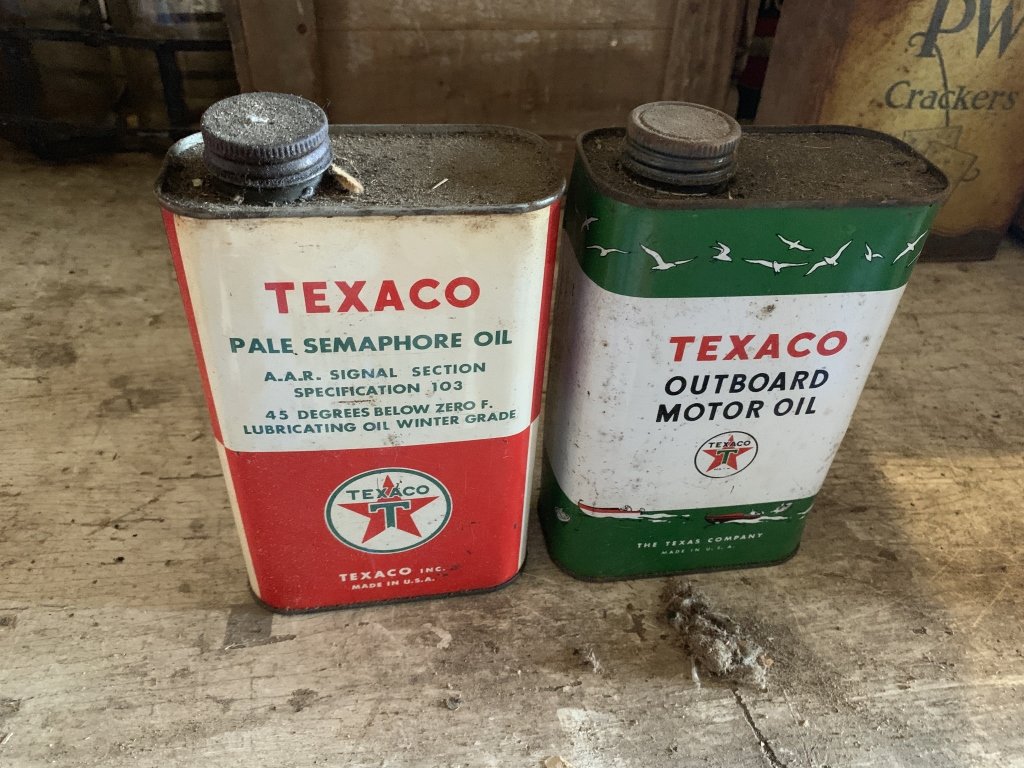 TEXACO
PALE SEMAPHORE OIL
A.A.R. SIGNAL SECTION
SPECIFICATION 103
45 DEGREES BELOW ZERO F.
LUBRICATING OIL WINTER GRADE
TEXACO
T
TEXACO INC.
MADE IN U.S.A.
TEXACO
OUTBOARD
MOTOR OIL
TEXACO
T
THE TEXAS COMPANY
MADE IN U.S.A.
PW
Crackers